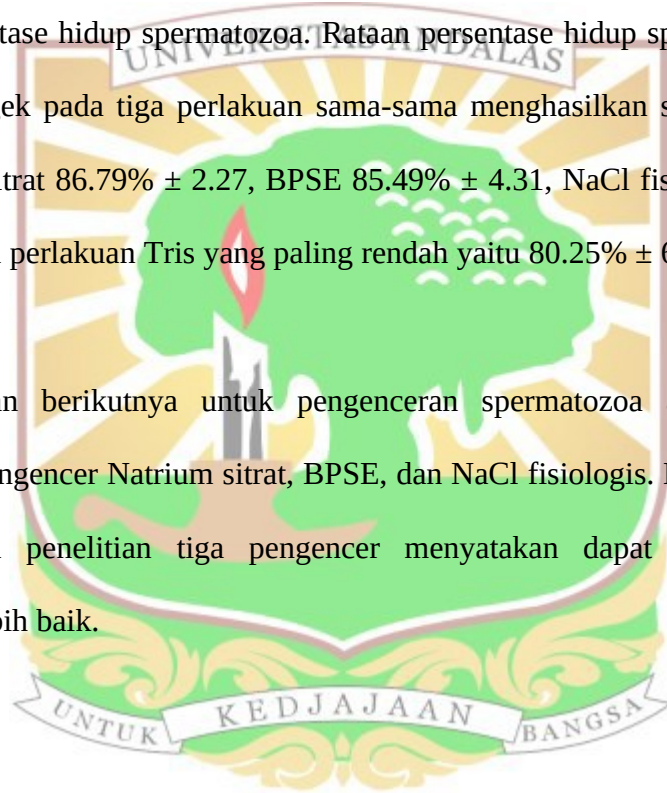 tase hidup spermatozoa. Rataan persentase hidup sp
UNIVERSITAS ANDALAS
ek pada tiga perlakuan sama-sama menghasilkan s
itrat 86.79% ± 2.27, BPSE 85.49% ± 4.31, NaCl fis
perlakuan Tris yang paling rendah yaitu 80.25% ± 6
n berikutnya untuk pengenceran spermatozoa
ngencer Natrium sitrat, BPSE, dan NaCl fisiologis.
penelitian tiga pengencer menyatakan dapat
bih baik.
UNTUK KEDJAJAAN BANGSA